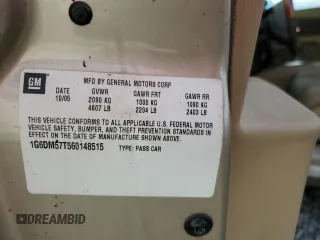 GM
MFD BY GENERAL MOTORS CORP
DATE GVWR GAWR FRT GAWR RR
10/05 2090 KG 1000 KG 1090 KG
4607 LB 2204 LB 2403 LB
THIS VEHICLE CONFORMS TO ALL APPLICABLE U.S. FEDERAL MOTOR
VEHICLE SAFETY, BUMPER, AND THEFT PREVENTION STANDARDS IN
EFFECT ON THE DATE OF MANUFACTURE SHOWN ABOVE.
1G6DM57T560148515 TYPE: PASS CAR
DREAMBID